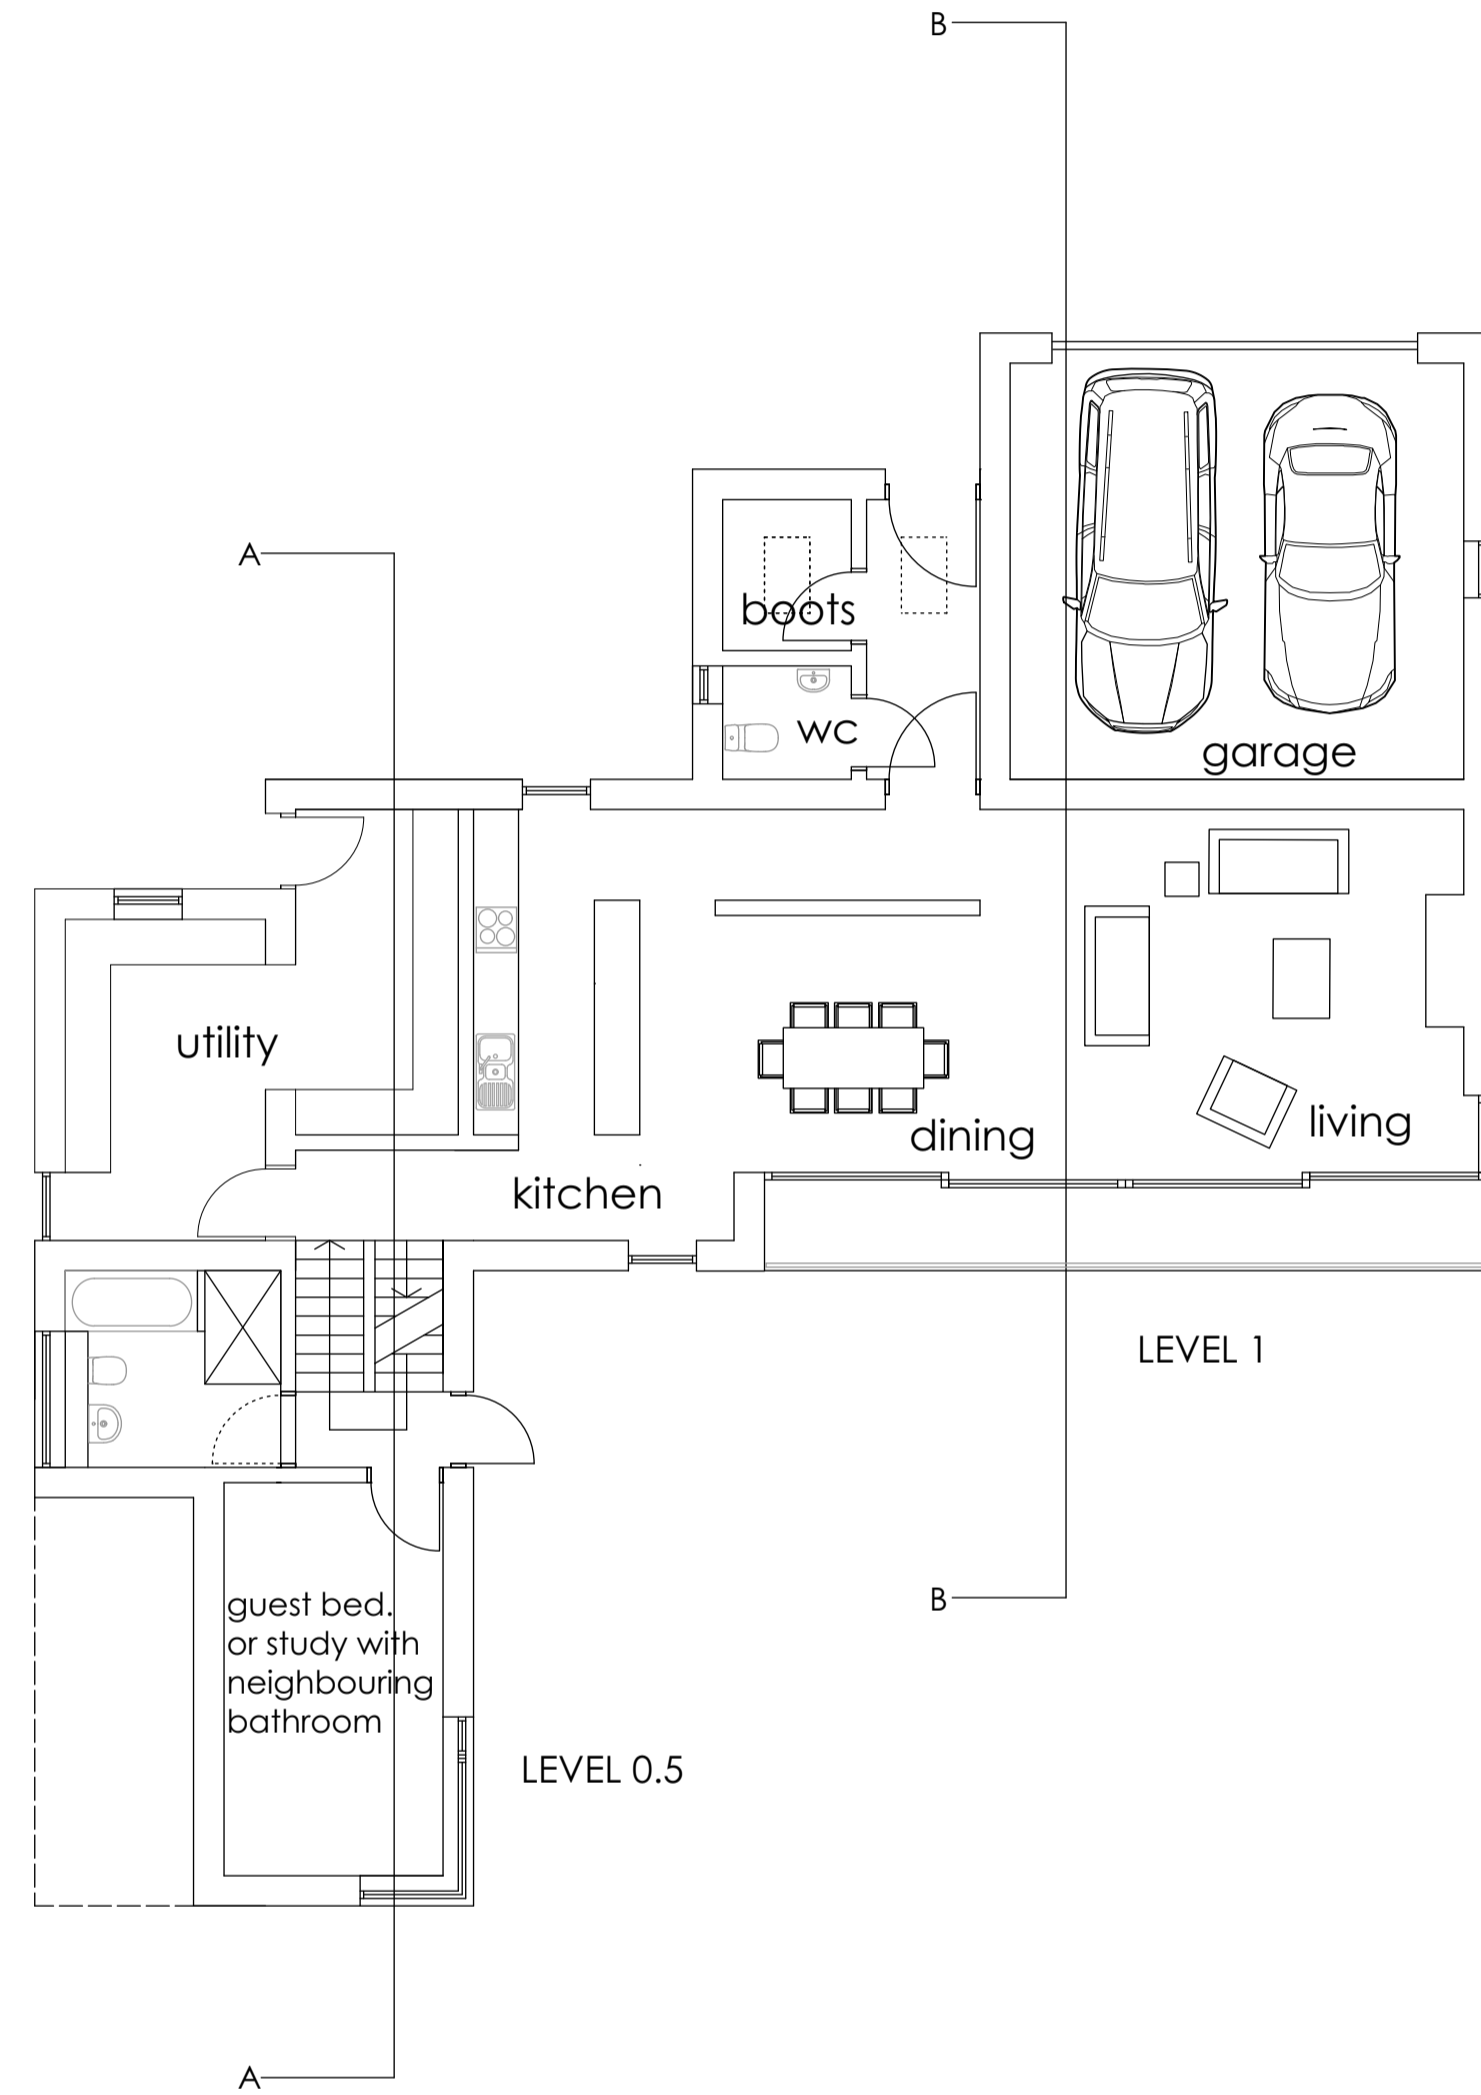 B
A
boots
wc
garage
utility
dining
living
kitchen
LEVEL 1
B
guest bed.
or study with
neighbouring
bathroom
LEVEL 0.5
A